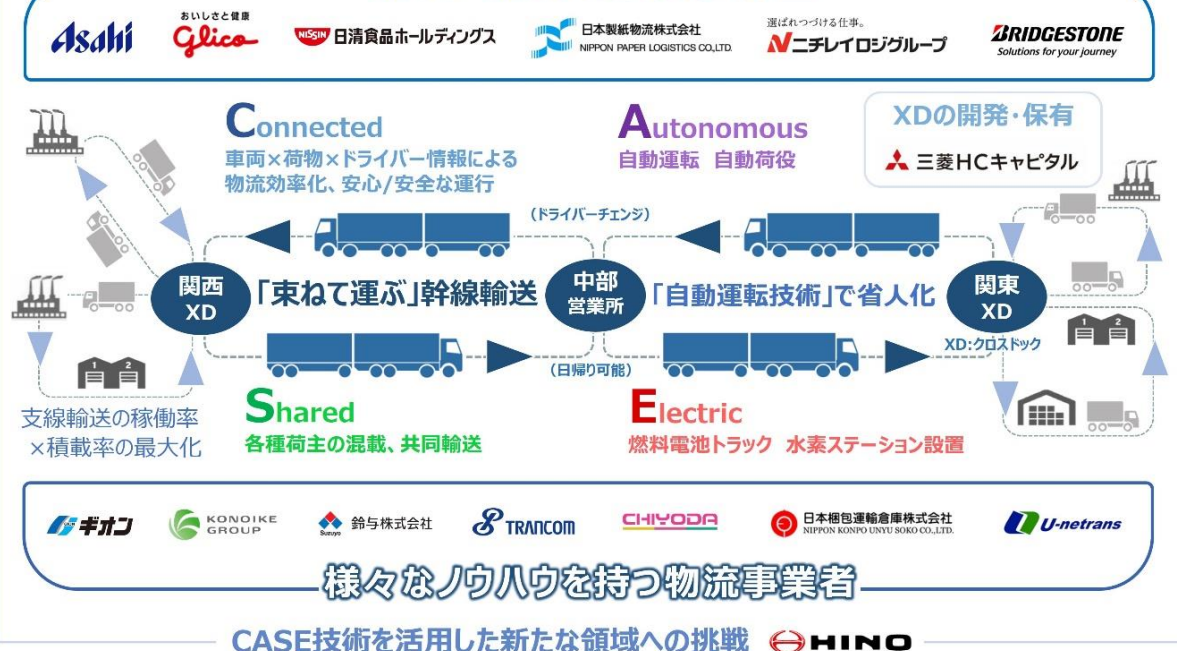 Asahi
おいしさと健康
Glico
NISSIN 日清食品ホールディングス
日本製紙物流株式会社
NIPPON PAPER LOGISTICS CO.,LTD.
選ばれつづける仕事。
ニチレイロジグループ
BRIDGESTONE
Solutions for your journey
Connected
車両×荷物×ドライバー情報による
物流効率化、安心/安全な運行
Autonomous
自動運転 自動荷役
XDの開発・保有
三菱HCキャピタル
(ドライバーチェンジ)
関西
XD
「束ねて運ぶ」幹線輸送
中部
営業所
「自動運転技術」で省人化
関東
XD
XD:クロスドック
1 2
1 2
(日帰り可能)
支線輸送の稼働率
×積載率の最大化
Shared
各種荷主の混載、共同輸送
Electric
燃料電池トラック 水素ステーション設置
ギオン
KONOIKE
GROUP
Suzuyo
鈴与株式会社
TRANCOM
CHIYODA
日本梱包運輸倉庫株式会社
NIPPON KONPO UNYU SOKO CO.,LTD.
U-netrans
様々なノウハウを持つ物流事業者
CASE技術を活用した新たな領域への挑戦 HINO